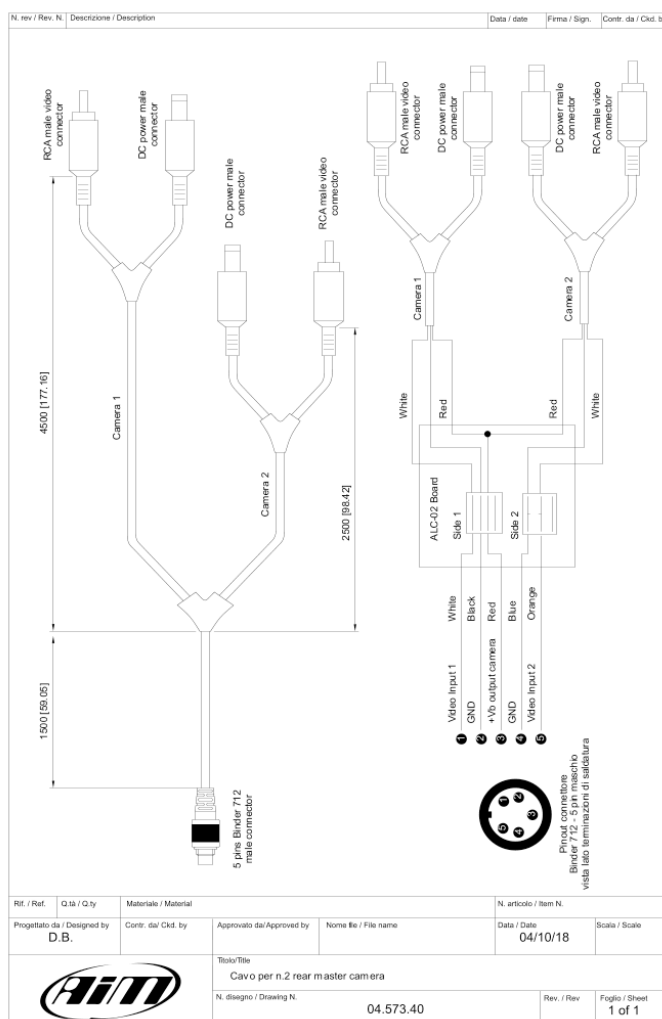 N. rev / Rev. N.
Descrizione / Description
Data / date
Firma / Sign.
Contr. da / Ckd. b
RCA male video
connector
DC power male
connector
DC power male
connector
RCA male video
connector
4500 [177.16]
Camera 1
Camera 2
2500 [98.42]
1500 [59.05]
5 pins Binder 712
male connector
RCA male video
connector
DC power male
connector
DC power male
connector
RCA male video
connector
Camera 1
Camera 2
White
Red
Red
White
ALC-02 Board
Side 1
Side 2
White
Black
Red
Blue
Orange
Video Input 1
GND
+Vb output camera
GND
Video Input 2
1
2
3
4
5
1
2
3
4
5
Pinout connettore
Binder 712 - 5 pin maschio
vista lato terminazioni di saldatura
Rif. / Ref.
Q.tà / Q.ty
Materiale / Material
N. articolo / Item N.
Progettato da / Designed by
D.B.
Contr. da/ Ckd. by
Approvato da/Approved by
Nome file / File name
Data / Date
04/10/18
Scala / Scale
AiM
Titolo/Title
Cavo per n.2 rear master camera
N. disegno / Drawing N.
04.573.40
Rev. / Rev
Foglio / Sheet
1 of 1